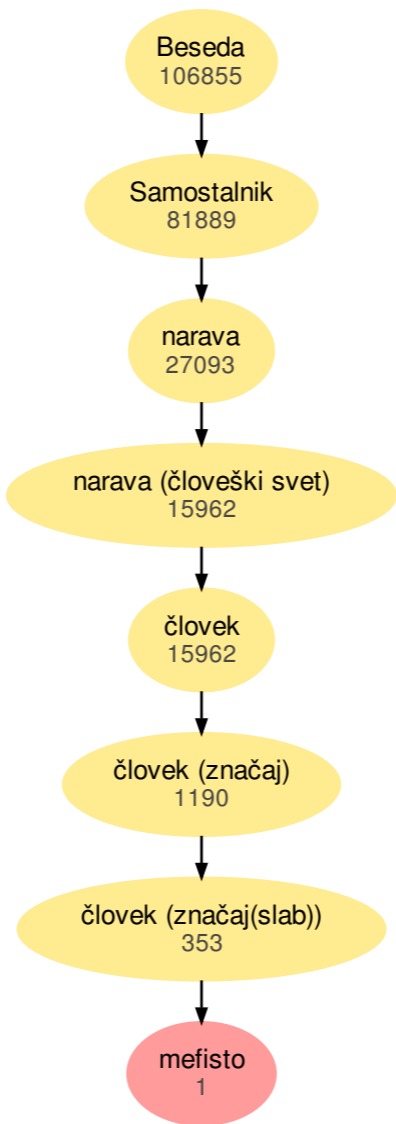 Beseda
106855
Samostalnik
81889
narava
27093
narava (človeški svet)
15962
človek
15962
človek (značaj)
1190
človek (značaj(slab))
353
mefisto
1